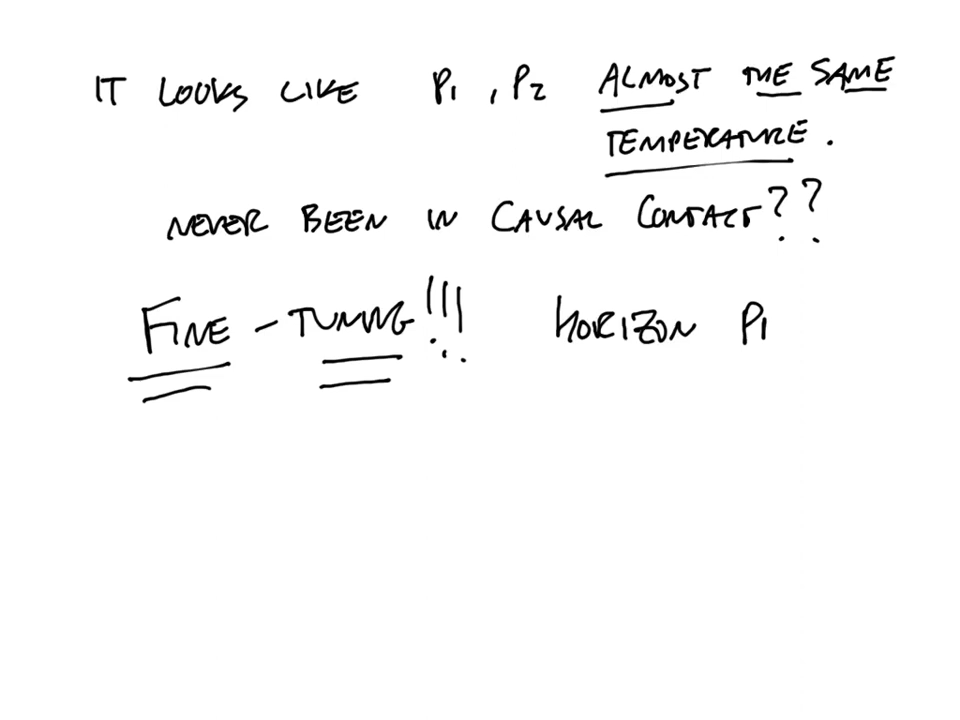 IT LOOKS LIKE P1, P2 ALMOST THE SAME
TEMPERATURE.
NEVER BEEN IN CAUSAL CONTACT??
FINE-TUNING!!! HORIZON P1